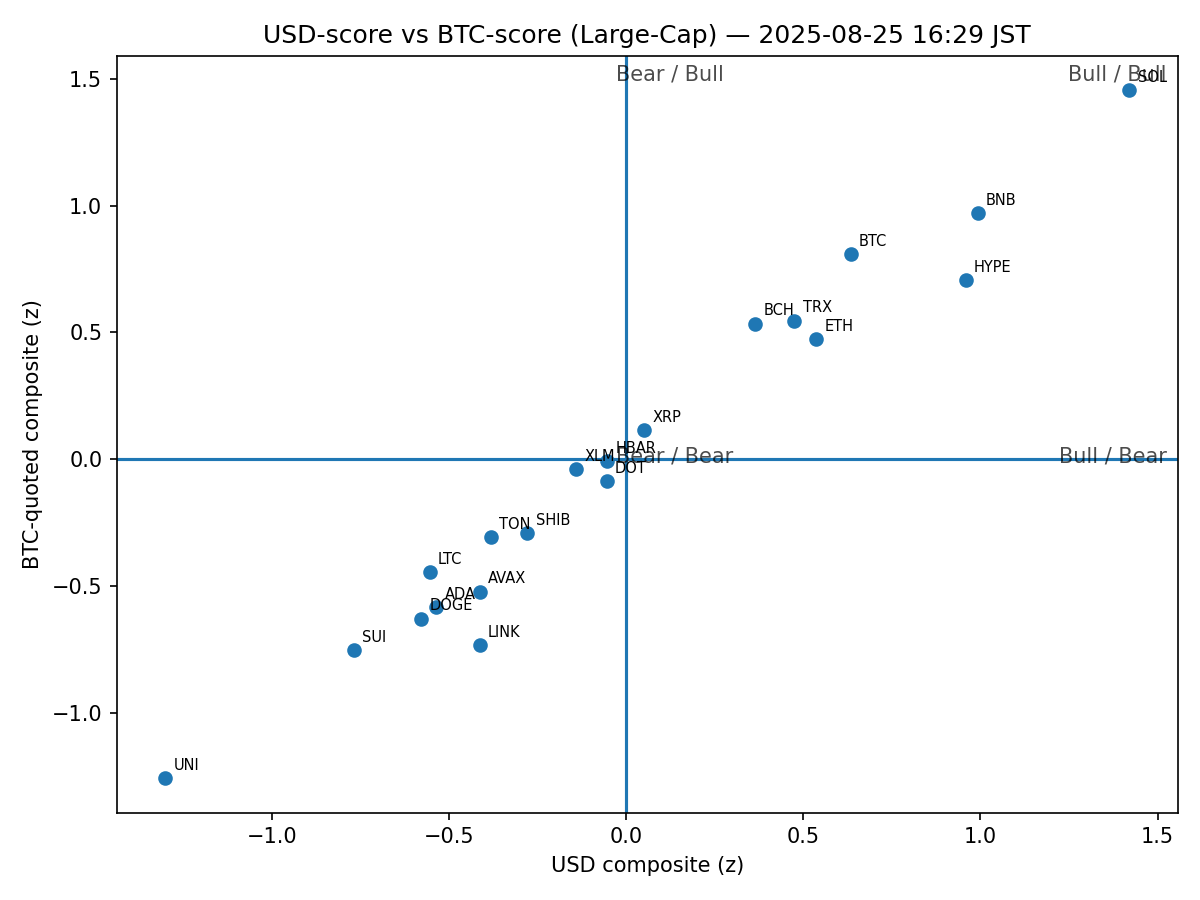 USD-score vs BTC-score (Large-Cap) — 2025-08-25 16:29 JST
Bear / Bull
Bull / Bull
SOL
BNB
BTC
HYPE
BCH
TRX
ETH
XRP
HBAR
XLM
Bear / Bear
Bull / Bear
DOT
SHIB
TON
LTC
AVAX
ADA
DOGE
LINK
SUI
UNI
1.5
1.0
0.5
0.0
−0.5
−1.0
BTC-quoted composite (z)
−1.0
−0.5
0.0
0.5
1.0
1.5
USD composite (z)